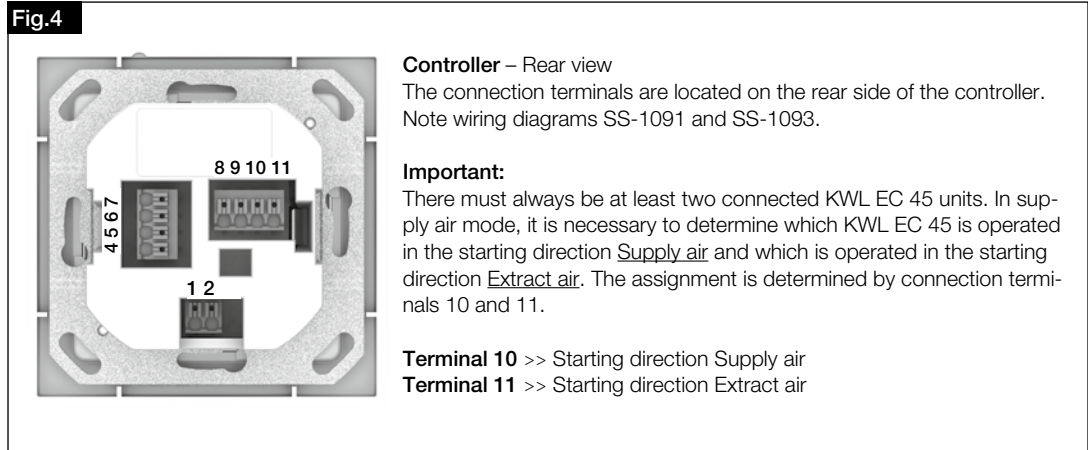 Fig.4
Controller – Rear view
The connection terminals are located on the rear side of the controller.
Note wiring diagrams SS-1091 and SS-1093.
Important:
There must always be at least two connected KWL EC 45 units. In sup-
ply air mode, it is necessary to determine which KWL EC 45 is operated
in the starting direction Supply air and which is operated in the starting
direction Extract air. The assignment is determined by connection termi-
nals 10 and 11.
Terminal 10 >> Starting direction Supply air
Terminal 11 >> Starting direction Extract air
8 9 10 11
4 5 6 7
1 2